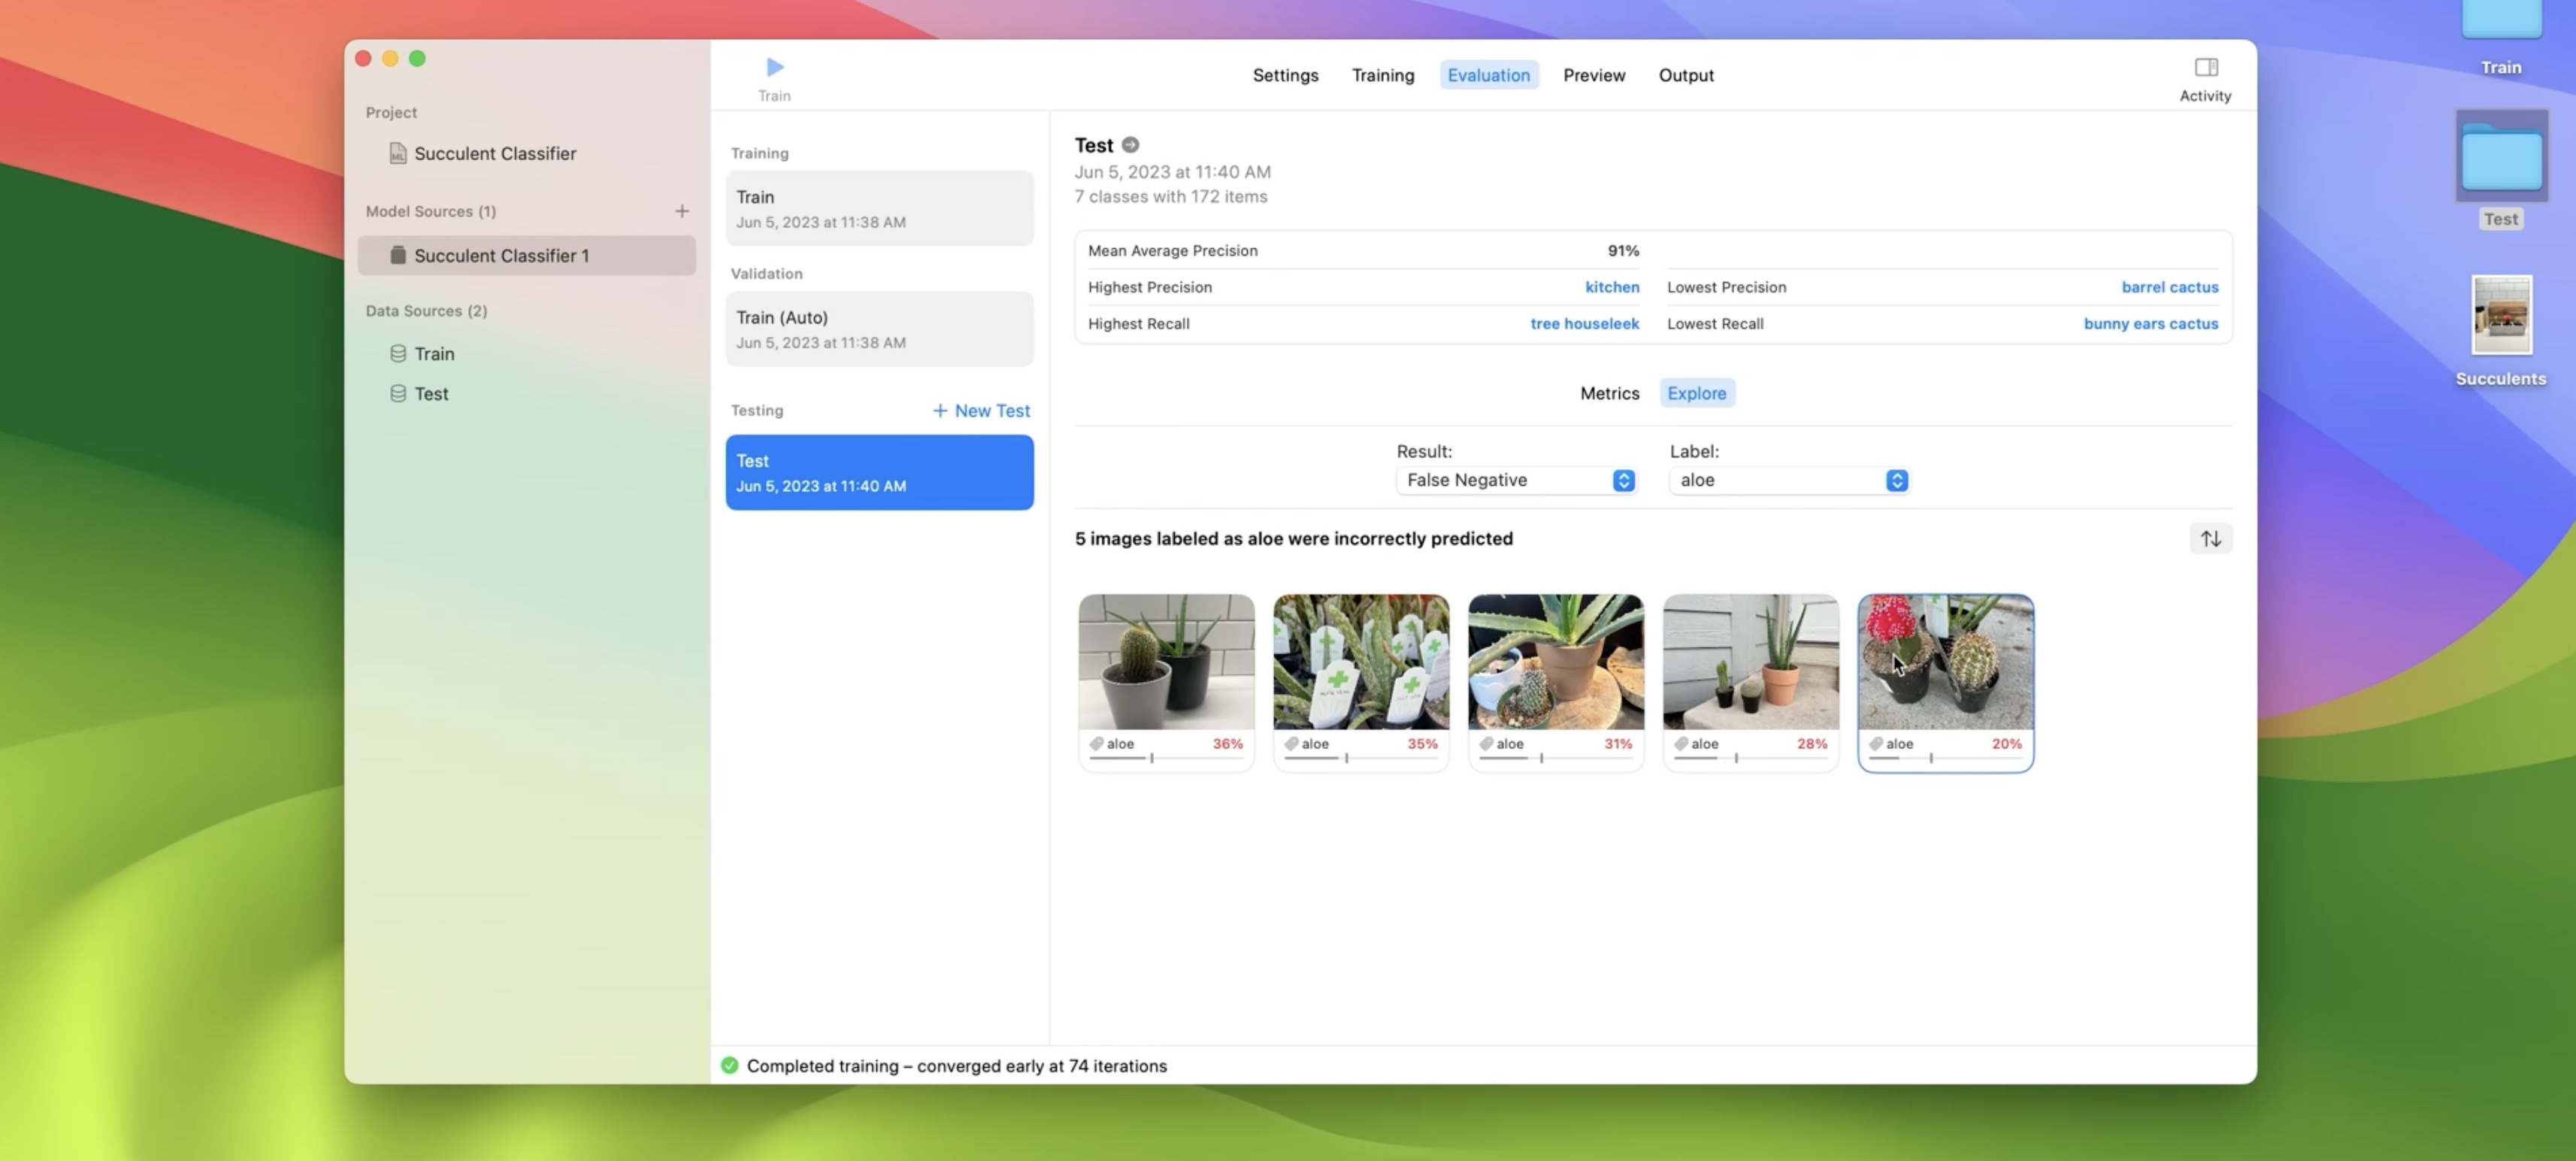 Project
Succulent Classifier
Model Sources (1)
Succulent Classifier 1
Data Sources (2)
Train
Test
Train
Settings
Training
Evaluation
Preview
Output
Activity
Training
Train
Jun 5, 2023 at 11:38 AM
Validation
Train (Auto)
Jun 5, 2023 at 11:38 AM
Testing
+ New Test
Test
Jun 5, 2023 at 11:40 AM
Test
Jun 5, 2023 at 11:40 AM
7 classes with 172 items
Mean Average Precision 91%
Highest Precision kitchen Lowest Precision barrel cactus
Highest Recall tree houseleek Lowest Recall bunny ears cactus
Metrics Explore
Result: Label:
False Negative aloe
5 images labeled as aloe were incorrectly predicted
aloe 36%
aloe 35%
aloe 31%
aloe 28%
aloe 20%
Completed training – converged early at 74 iterations
Train
Test
Succulents